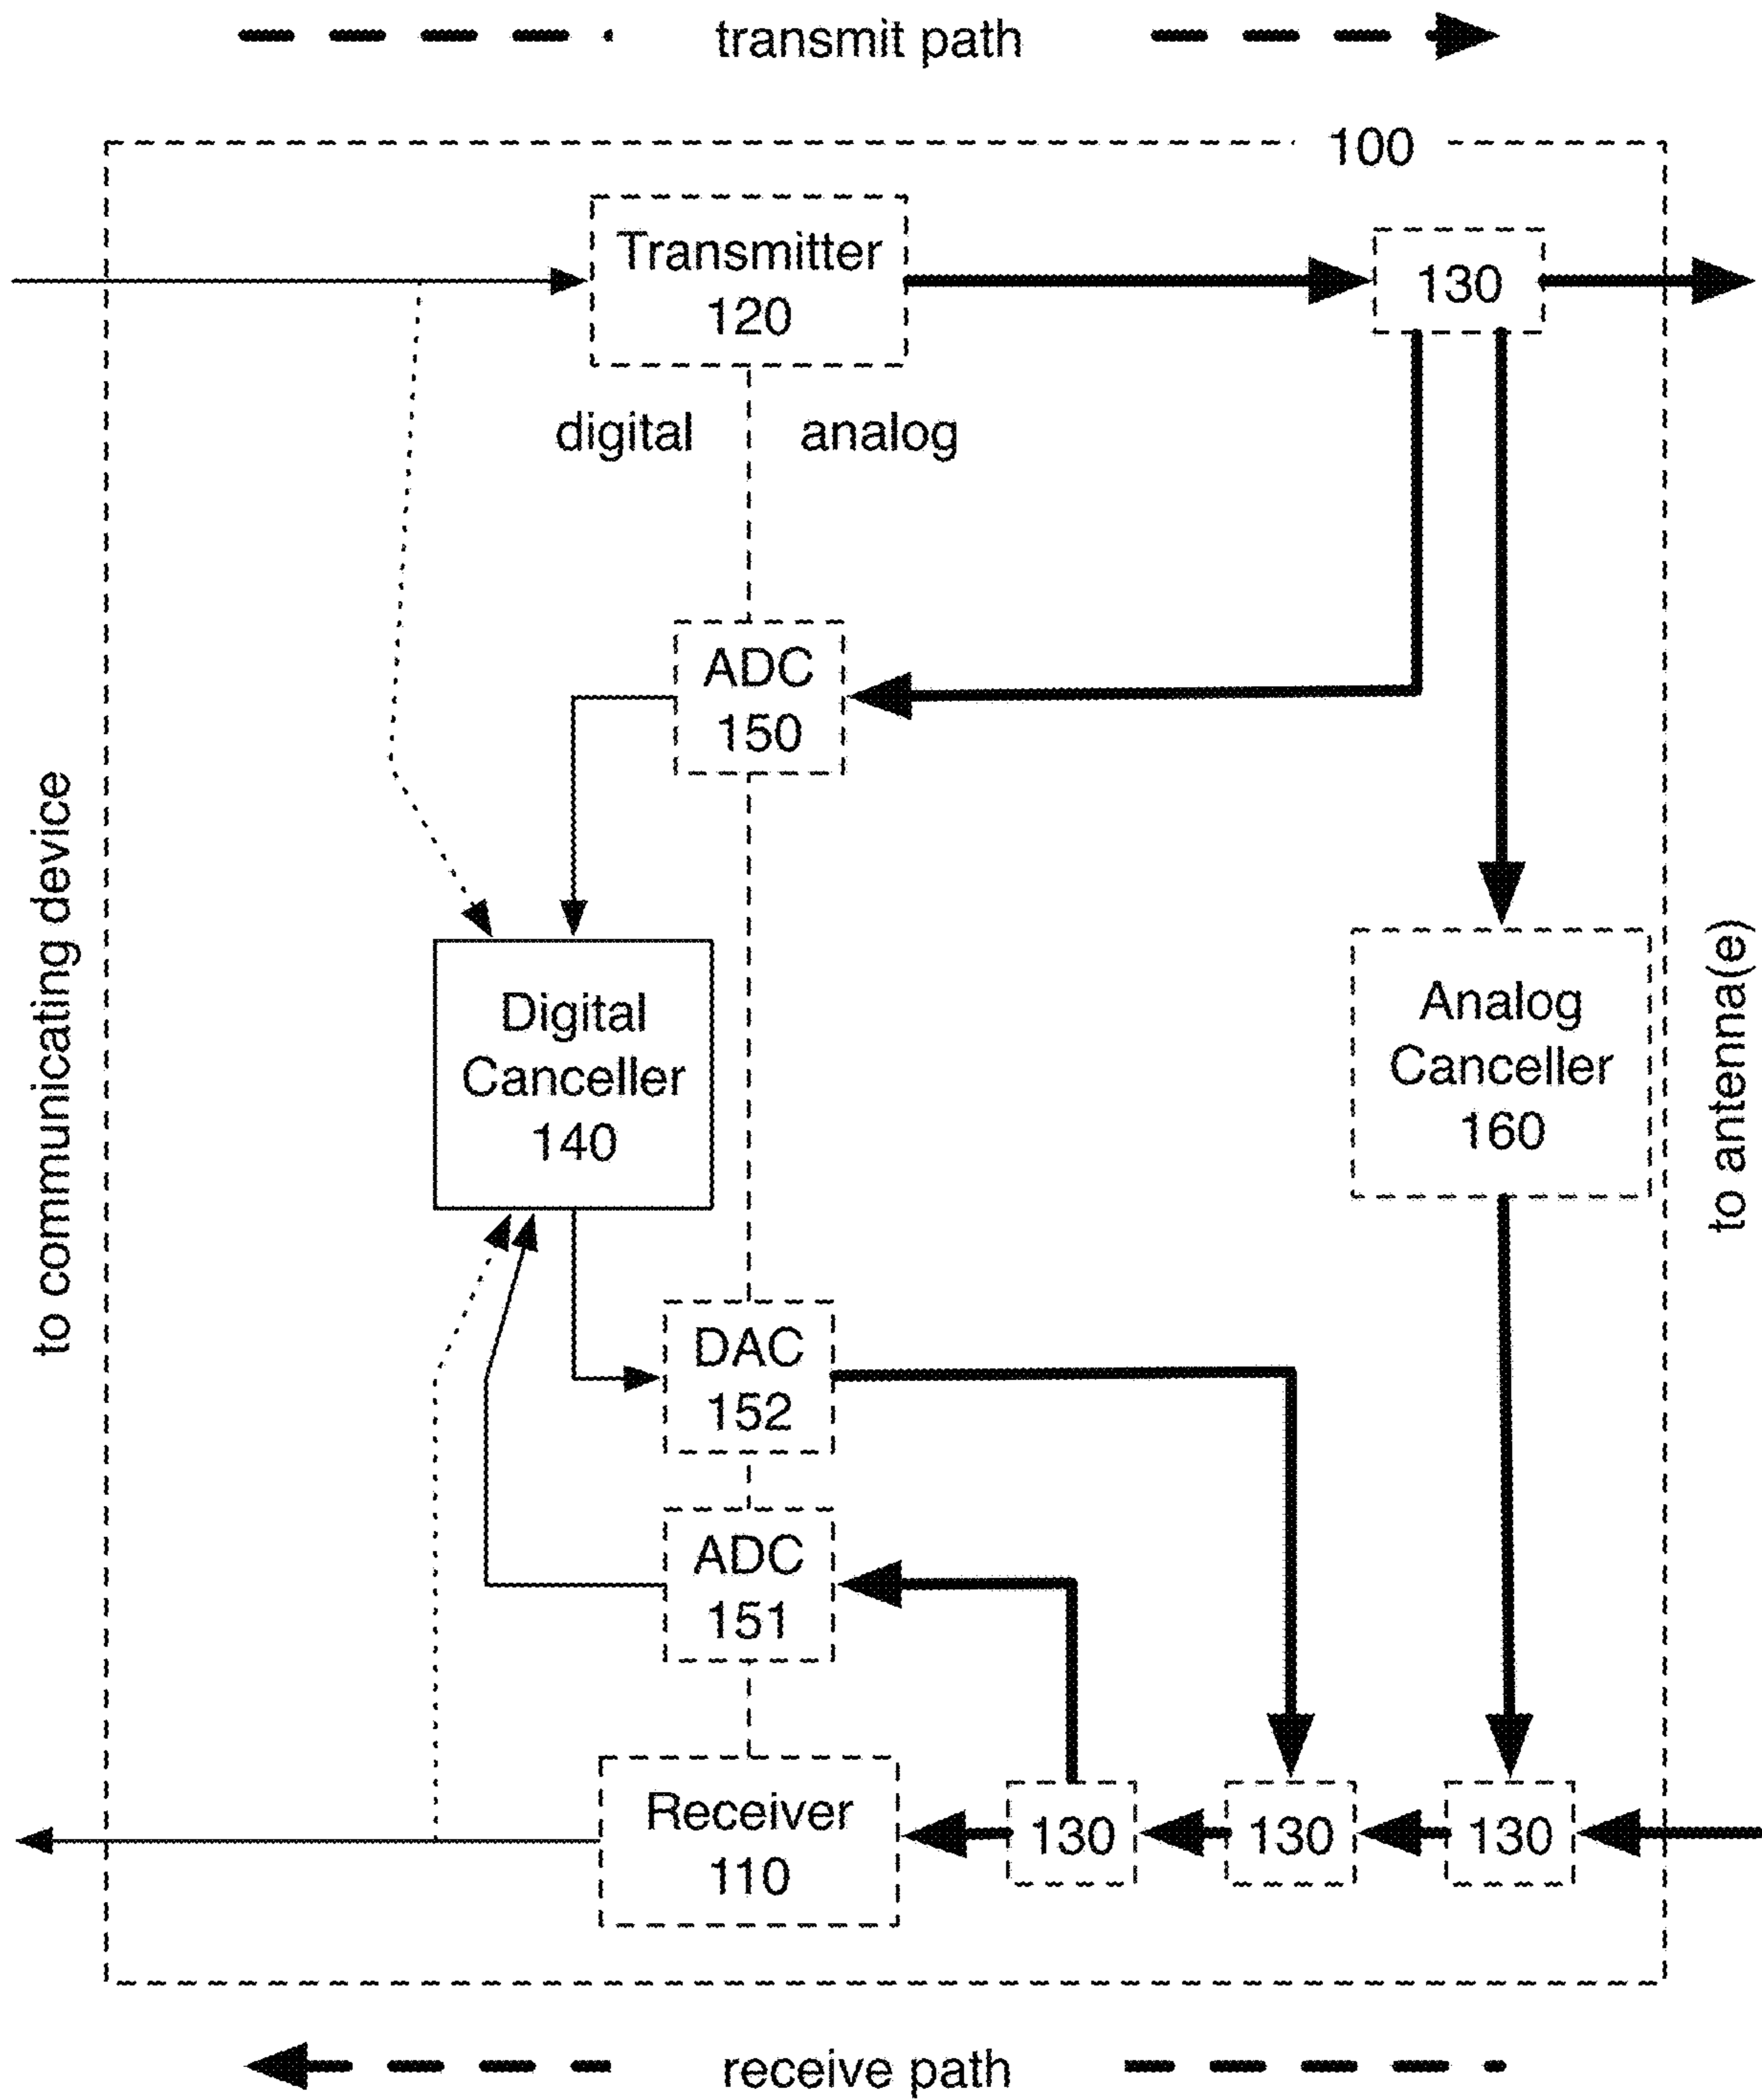 transmit path
100
Transmitter
120
130
digital
analog
ADC
150
to communicating device
Digital
Canceller
140
Analog
Canceller
160
to antenna(e)
DAC
152
ADC
151
Receiver
110
130
130
130
receive path